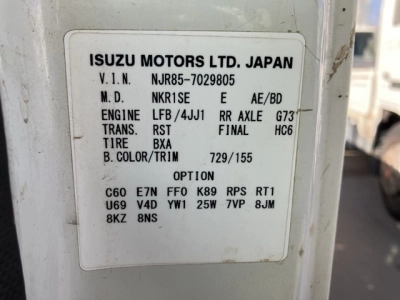 ISUZU MOTORS LTD. JAPAN
V.I.N. NJR85-7029805
M.D. NKR1SE E AE/BD
ENGINE LFB/4JJ1 RR AXLE G73
TRANS. RST FINAL HC6
TIRE BXA
B.COLOR/TRIM 729/155
OPTION
C60 E7N FF0 K89 RPS RT1
U69 V4D YW1 25W 7VP 8JM
8KZ 8NS